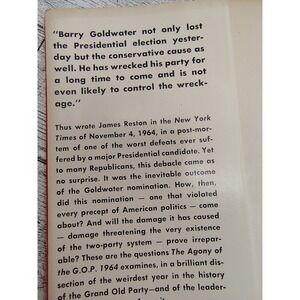 "Barry Goldwater not only lost
the Presidential election yester-
day but the conservative cause as
well. He has wrecked his party for
a long time to come and is not
even likely to control the wreck-
age."
Thus wrote James Reston in the New York
Times of November 4, 1964, in a post-mor-
tem of one of the worst defeats ever suf-
fered by a major Presidential candidate. Yet
to many Republicans, this debacle came as
no surprise. It was the inevitable outcome
of the Goldwater nomination. How, then,
did this nomination – one that violated
every precept of American politics – come
about? And will the damage it has caused
– damage threatening the very existence
of the two-party system – prove irrepar-
able? These are the questions The Agony of
the G.O.P. 1964 examines, in a brilliant dis-
section of the weirdest year in the history
of the Grand Old Party—and of the leader-